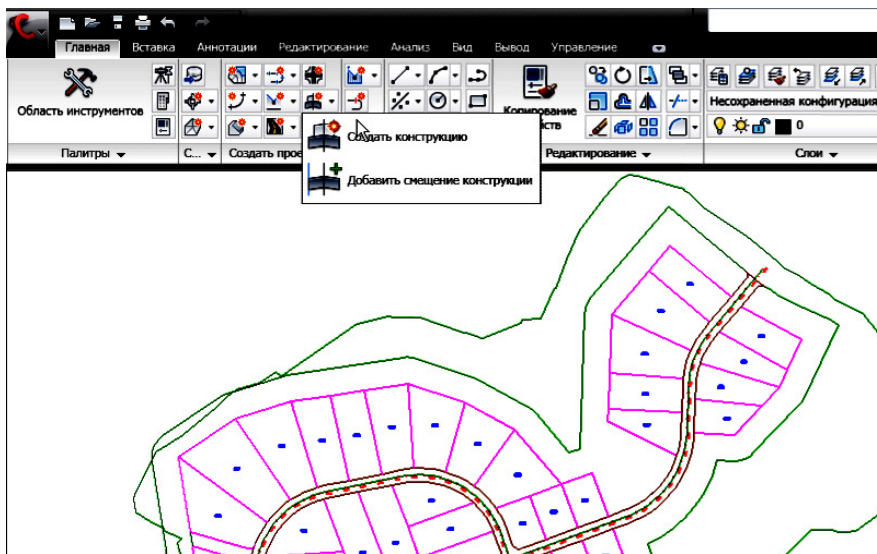 Главная Вставка Аннотации Редактирование Анализ Вид Вывод Управление
Область инструментов
Копирование
Несохраненная конфигурация
0
Палитры
С...
Создать прое
Редактирование
Слои
Создать конструкцию
Добавить смещение конструкции